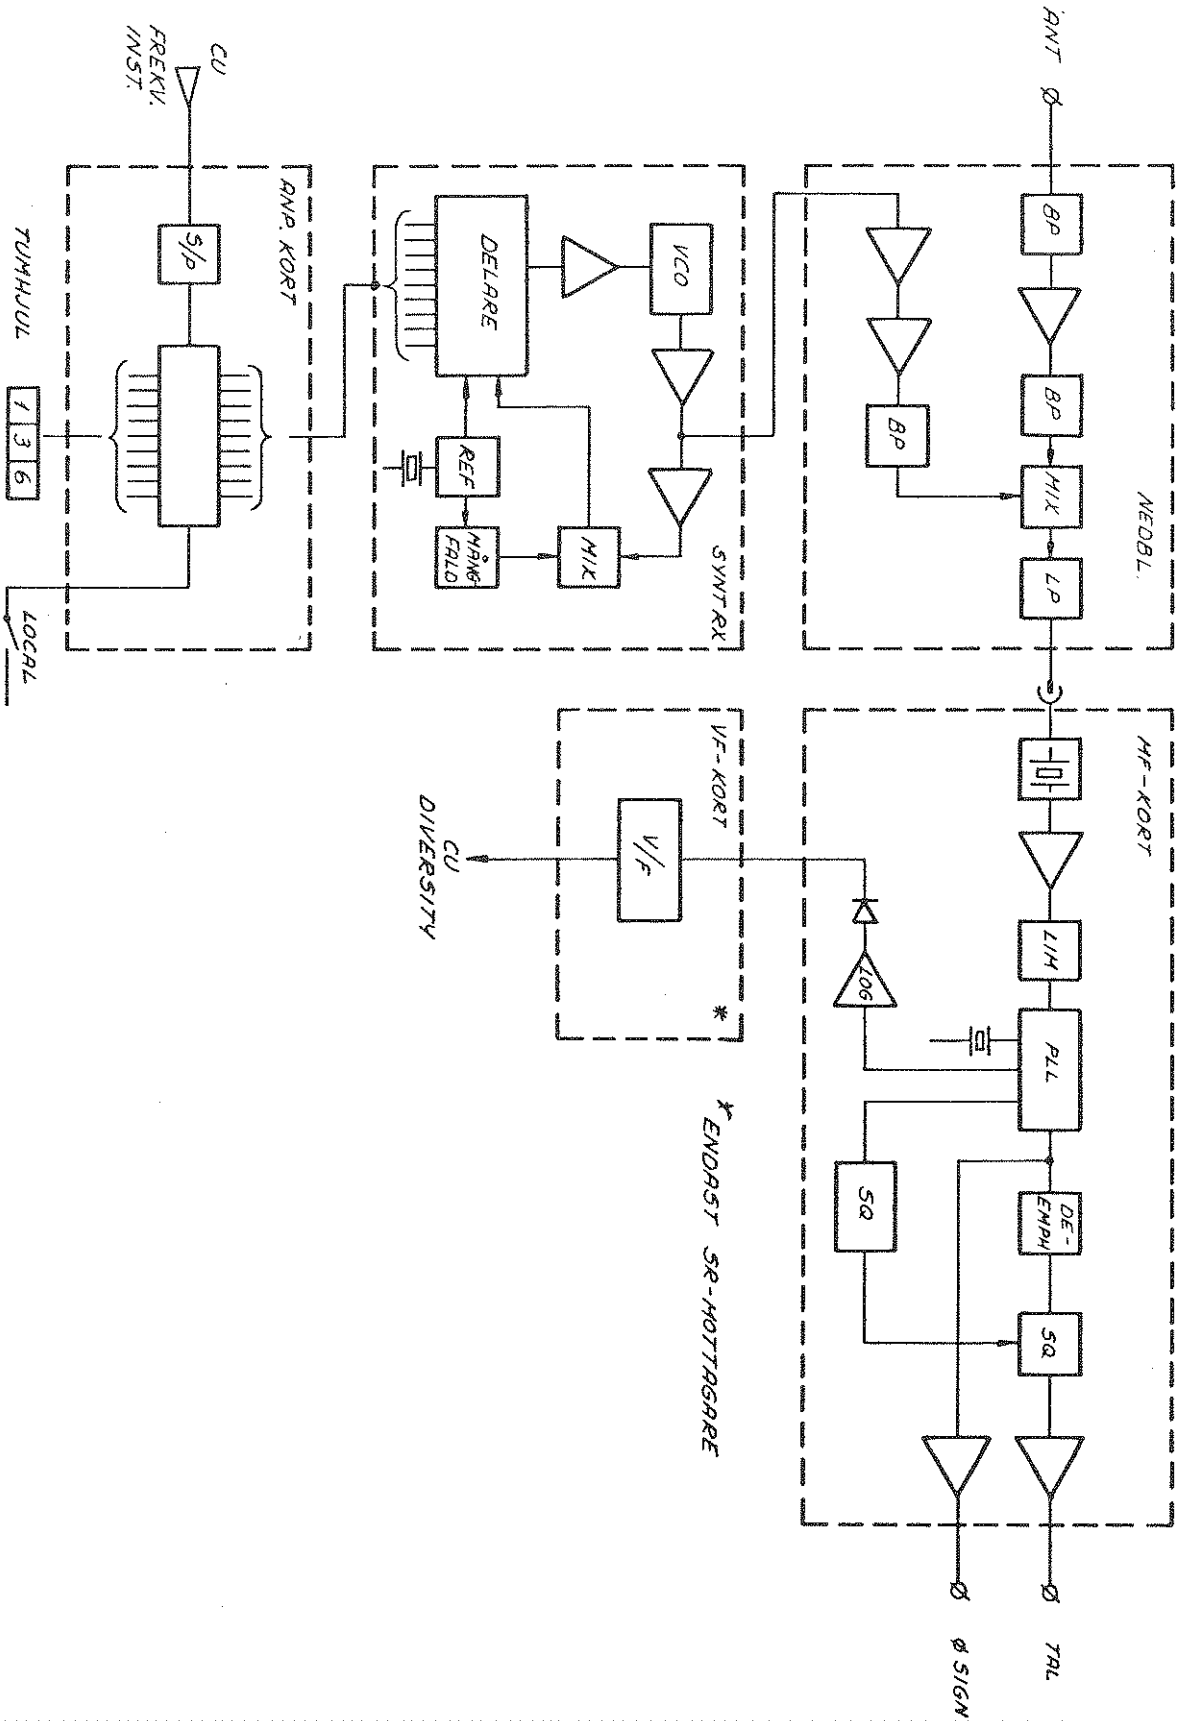 ANT
NEDBL.
BP
BP
MIX
LP
BP
MF-KORT
LIM
PLL
DE-
EMPH
SQ
SQ
LOG
TAL
Ø SIGN
SYNT RX
VCO
DELARE
REF
MÅNG-
FALD
MIX
VF-KORT
V/F
*
CU
DIVERSITY
* ENDAST SR-MOTTAGARE
CU
FREKV.
INST.
ANP. KORT
S/P
TUMHJUL
1 3 6
LOCAL